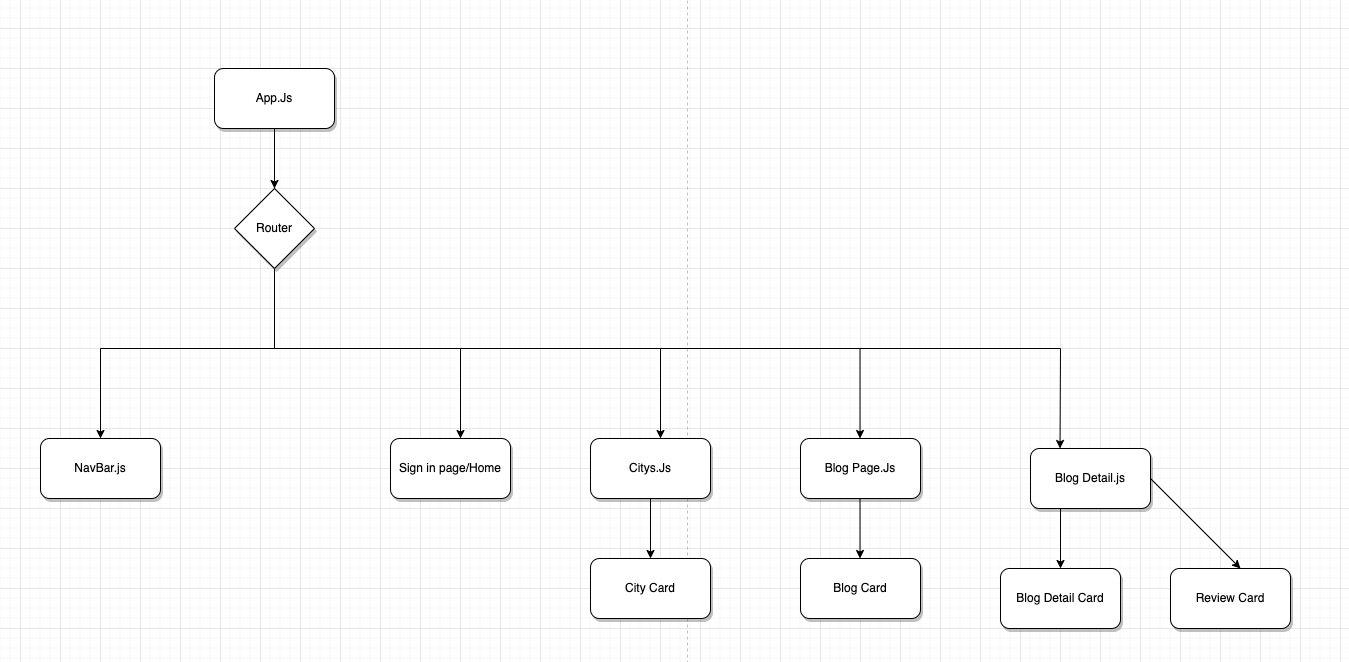 App.Js
Router
NavBar.js
Sign in page/Home
Citys.Js
Blog Page.Js
Blog Detail.js
City Card
Blog Card
Blog Detail Card
Review Card